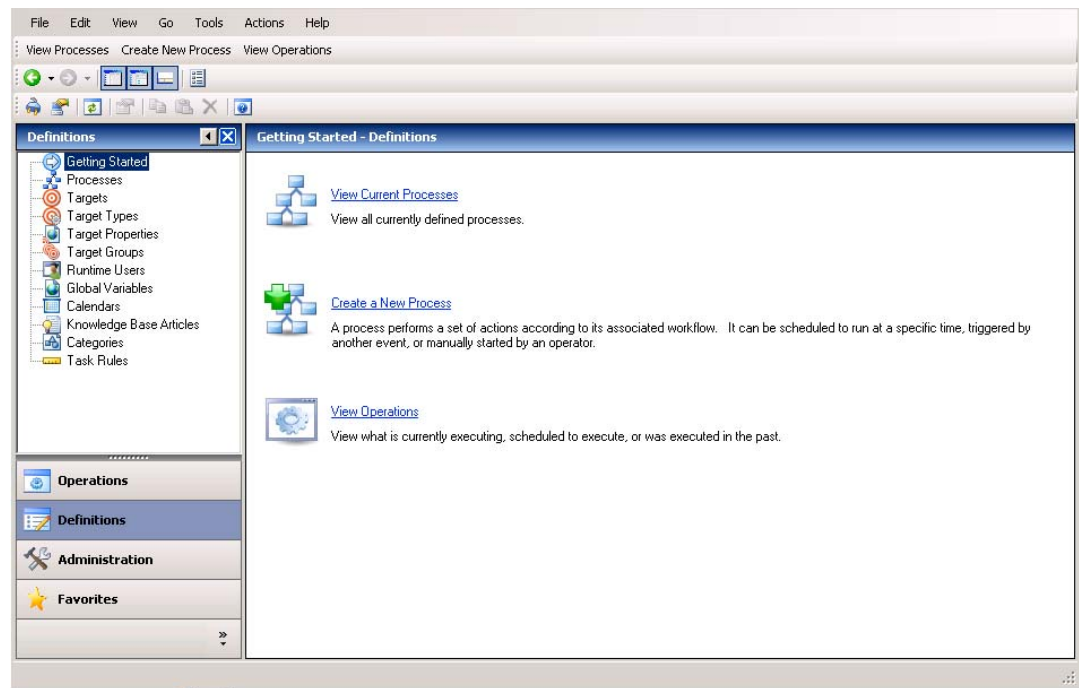 File Edit View Go Tools Actions Help
View Processes Create New Process View Operations
Definitions
Getting Started
Processes
Targets
Target Types
Target Properties
Target Groups
Runtime Users
Global Variables
Calendars
Knowledge Base Articles
Categories
Task Rules
Operations
Definitions
Administration
Favorites
Getting Started - Definitions
View Current Processes
View all currently defined processes.
Create a New Process
A process performs a set of actions according to its associated workflow. It can be scheduled to run at a specific time, triggered by
another event, or manually started by an operator.
View Operations
View what is currently executing, scheduled to execute, or was executed in the past.